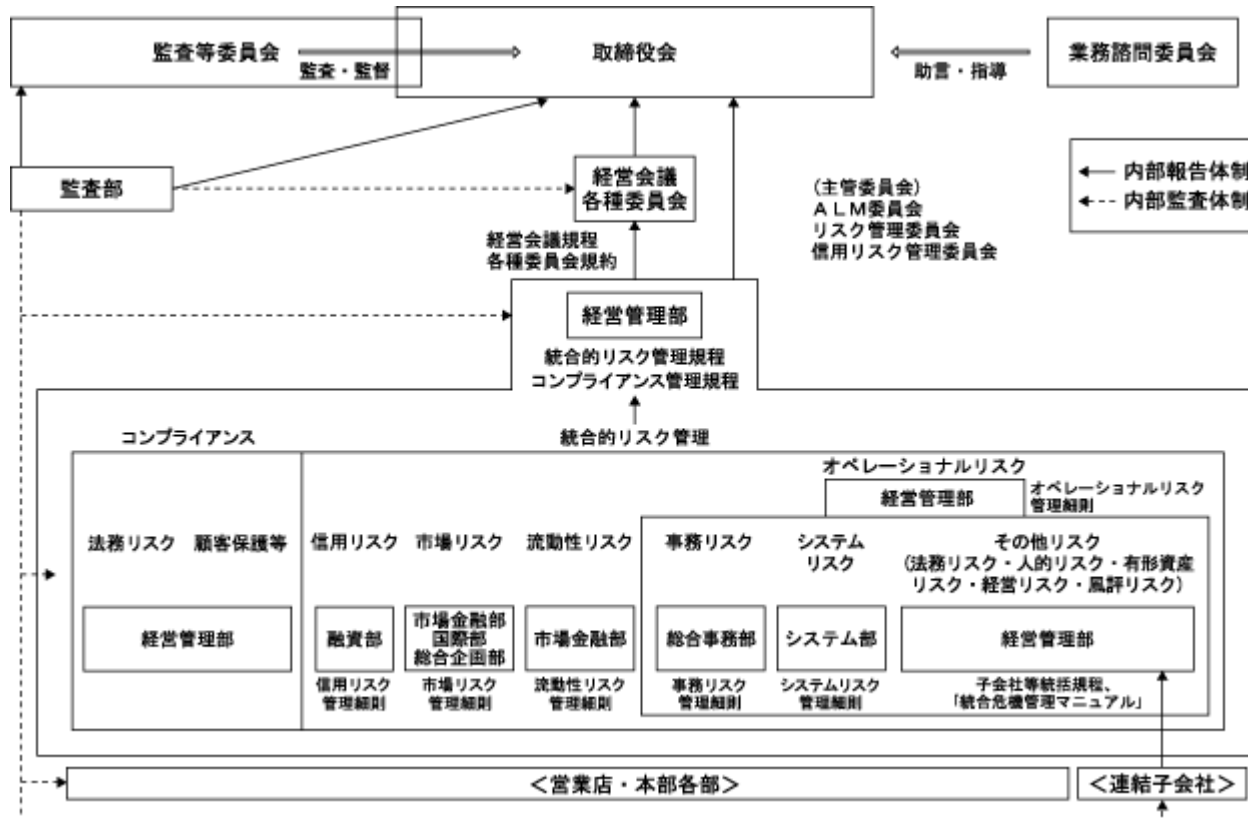 監査等委員会
取締役会
業務諮問委員会
監査・監督
助言・指導
監査部
経営会議
各種委員会
(主管委員会)
ALM委員会
リスク管理委員会
信用リスク管理委員会
内部報告体制
内部監査体制
経営会議規程
各種委員会規約
経営管理部
統合的リスク管理規程
コンプライアンス管理規程
コンプライアンス
統合的リスク管理
オペレーショナルリスク
経営管理部
オペレーショナルリスク
管理細則
法務リスク
顧客保護等
信用リスク
市場リスク
流動性リスク
事務リスク
システム
リスク
その他リスク
(法務リスク・人的リスク・有形資産
リスク・経営リスク・風評リスク)
経営管理部
融資部
市場金融部
国際部
総合企画部
市場金融部
総合事務部
システム部
経営管理部
信用リスク
管理細則
市場リスク
管理細則
流動性リスク
管理細則
事務リスク
管理細則
システムリスク
管理細則
子会社等統括規程、
「統合危機管理マニュアル」
<営業店・本部各部>
<連結子会社>